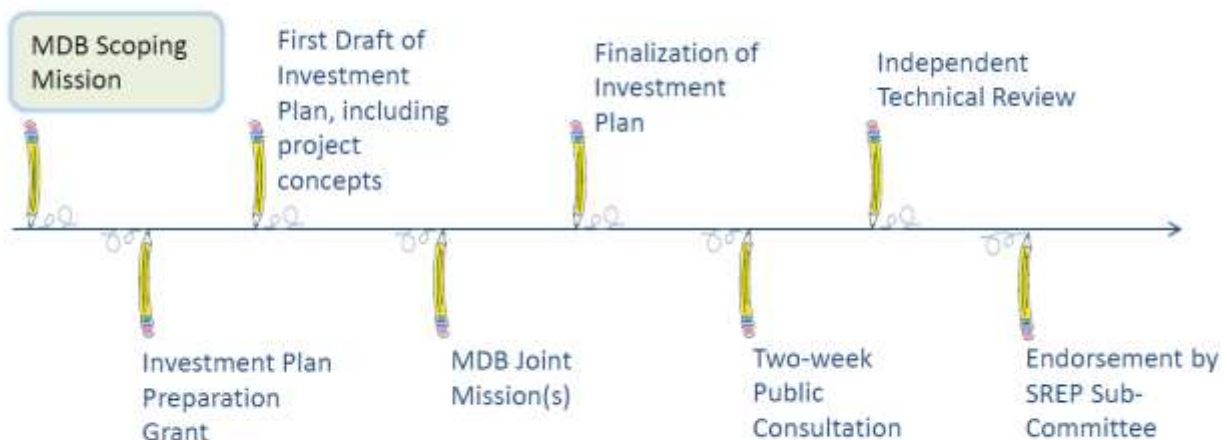 MDB Scoping
Mission
First Draft of
Investment
Plan, including
project
concepts
Finalization of
Investment
Plan
Independent
Technical Review
Investment Plan
Preparation
Grant
MDB Joint
Mission(s)
Two-week
Public
Consultation
Endorsement by
SREP Sub-
Committee